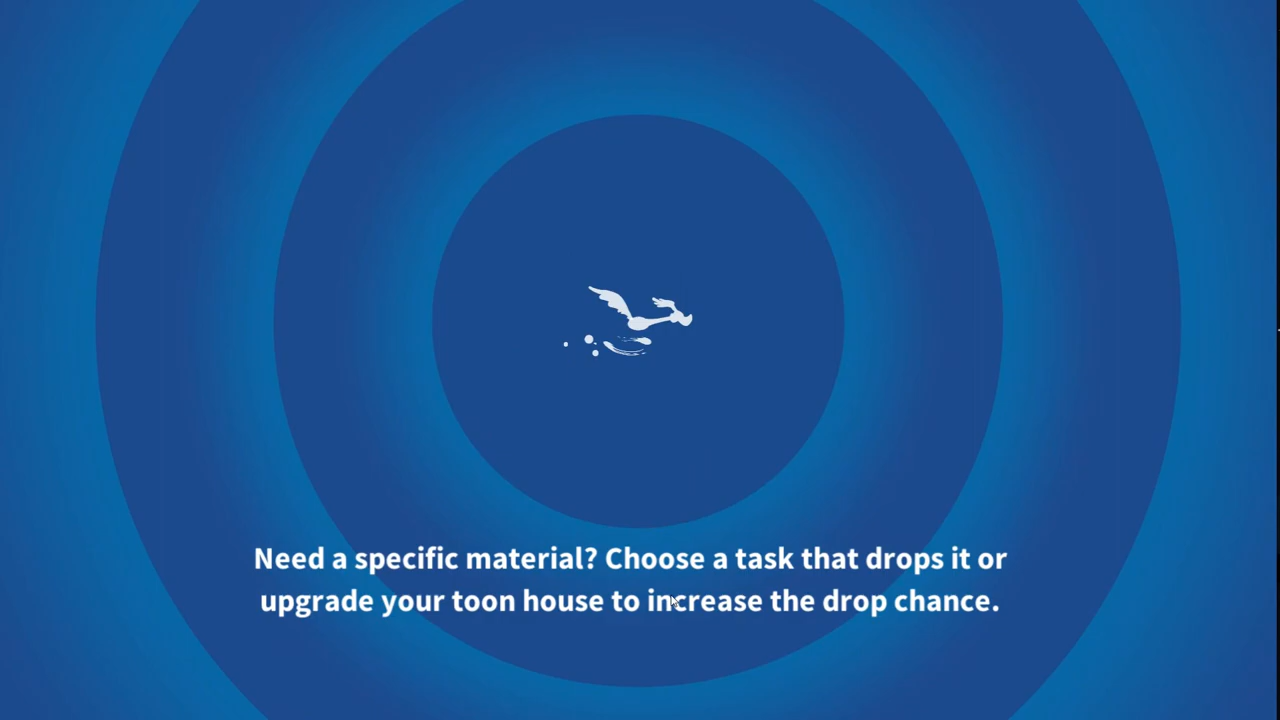 Need a specific material? Choose a task that drops it or
upgrade your toon house to increase the drop chance.